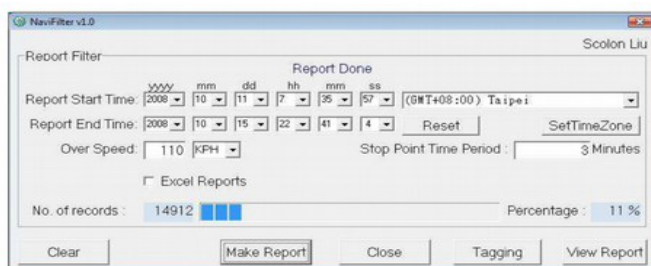 NaviFilter v1.0
Scolon Liu
Report Filter
Report Done
yyyy mm dd hh mm ss
Report Start Time: 2008 10 11 7 35 57 (GMT+08:00) Taipei
Report End Time: 2008 10 15 22 41 4 Reset SetTimeZone
Over Speed: 110 KPH Stop Point Time Period : 3 Minutes
Excel Reports
No. of records : 14912 Percentage : 11 %
Clear Make Report Close Tagging View Report